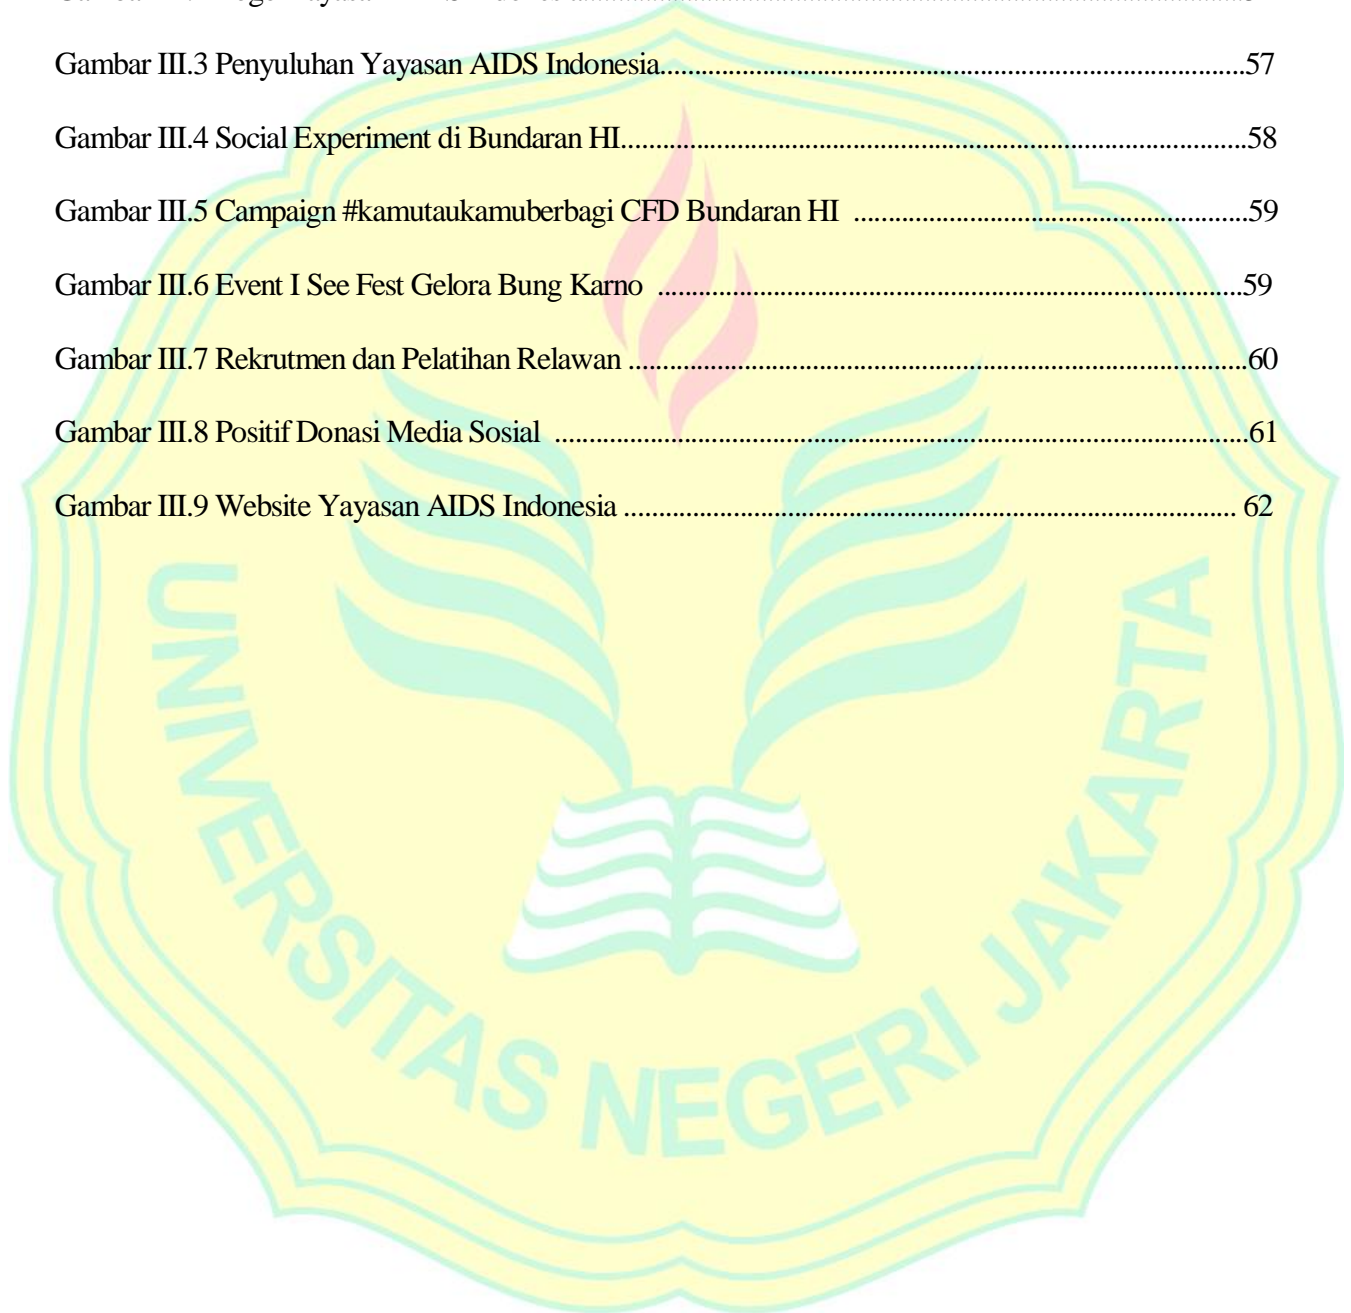 Gambar III.3 Penyuluhan Yayasan AIDS Indonesia....................................................................................57
Gambar III.4 Social Experiment di Bundaran HI..........................................................................................58
Gambar III.5 Campaign #kamutaukamuberbagi CFD Bundaran HI .........................................................59
Gambar III.6 Event I See Fest Gelora Bung Karno ....................................................................................59
Gambar III.7 Rekrutmen dan Pelatihan Relawan .........................................................................................60
Gambar III.8 Positif Donasi Media Sosial ....................................................................................................61
Gambar III.9 Website Yayasan AIDS Indonesia ........................................................................................ 62
UNIVERSITAS NEGERI JAKARTA